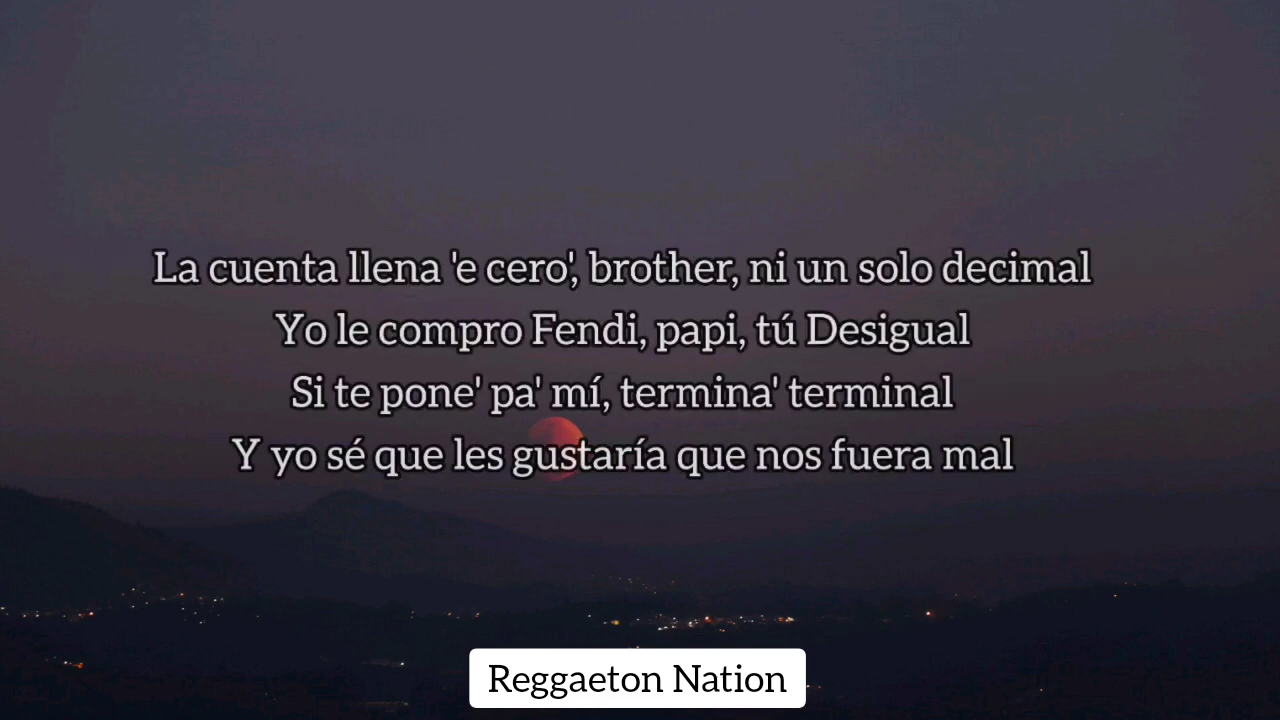 La cuenta llena 'e cero', brother, ni un solo decimal
Yo le compro Fendi, papi, tú Desigual
Si te pone' pa' mí, termina' terminal
Y yo sé que les gustaría que nos fuera mal
Reggaeton Nation